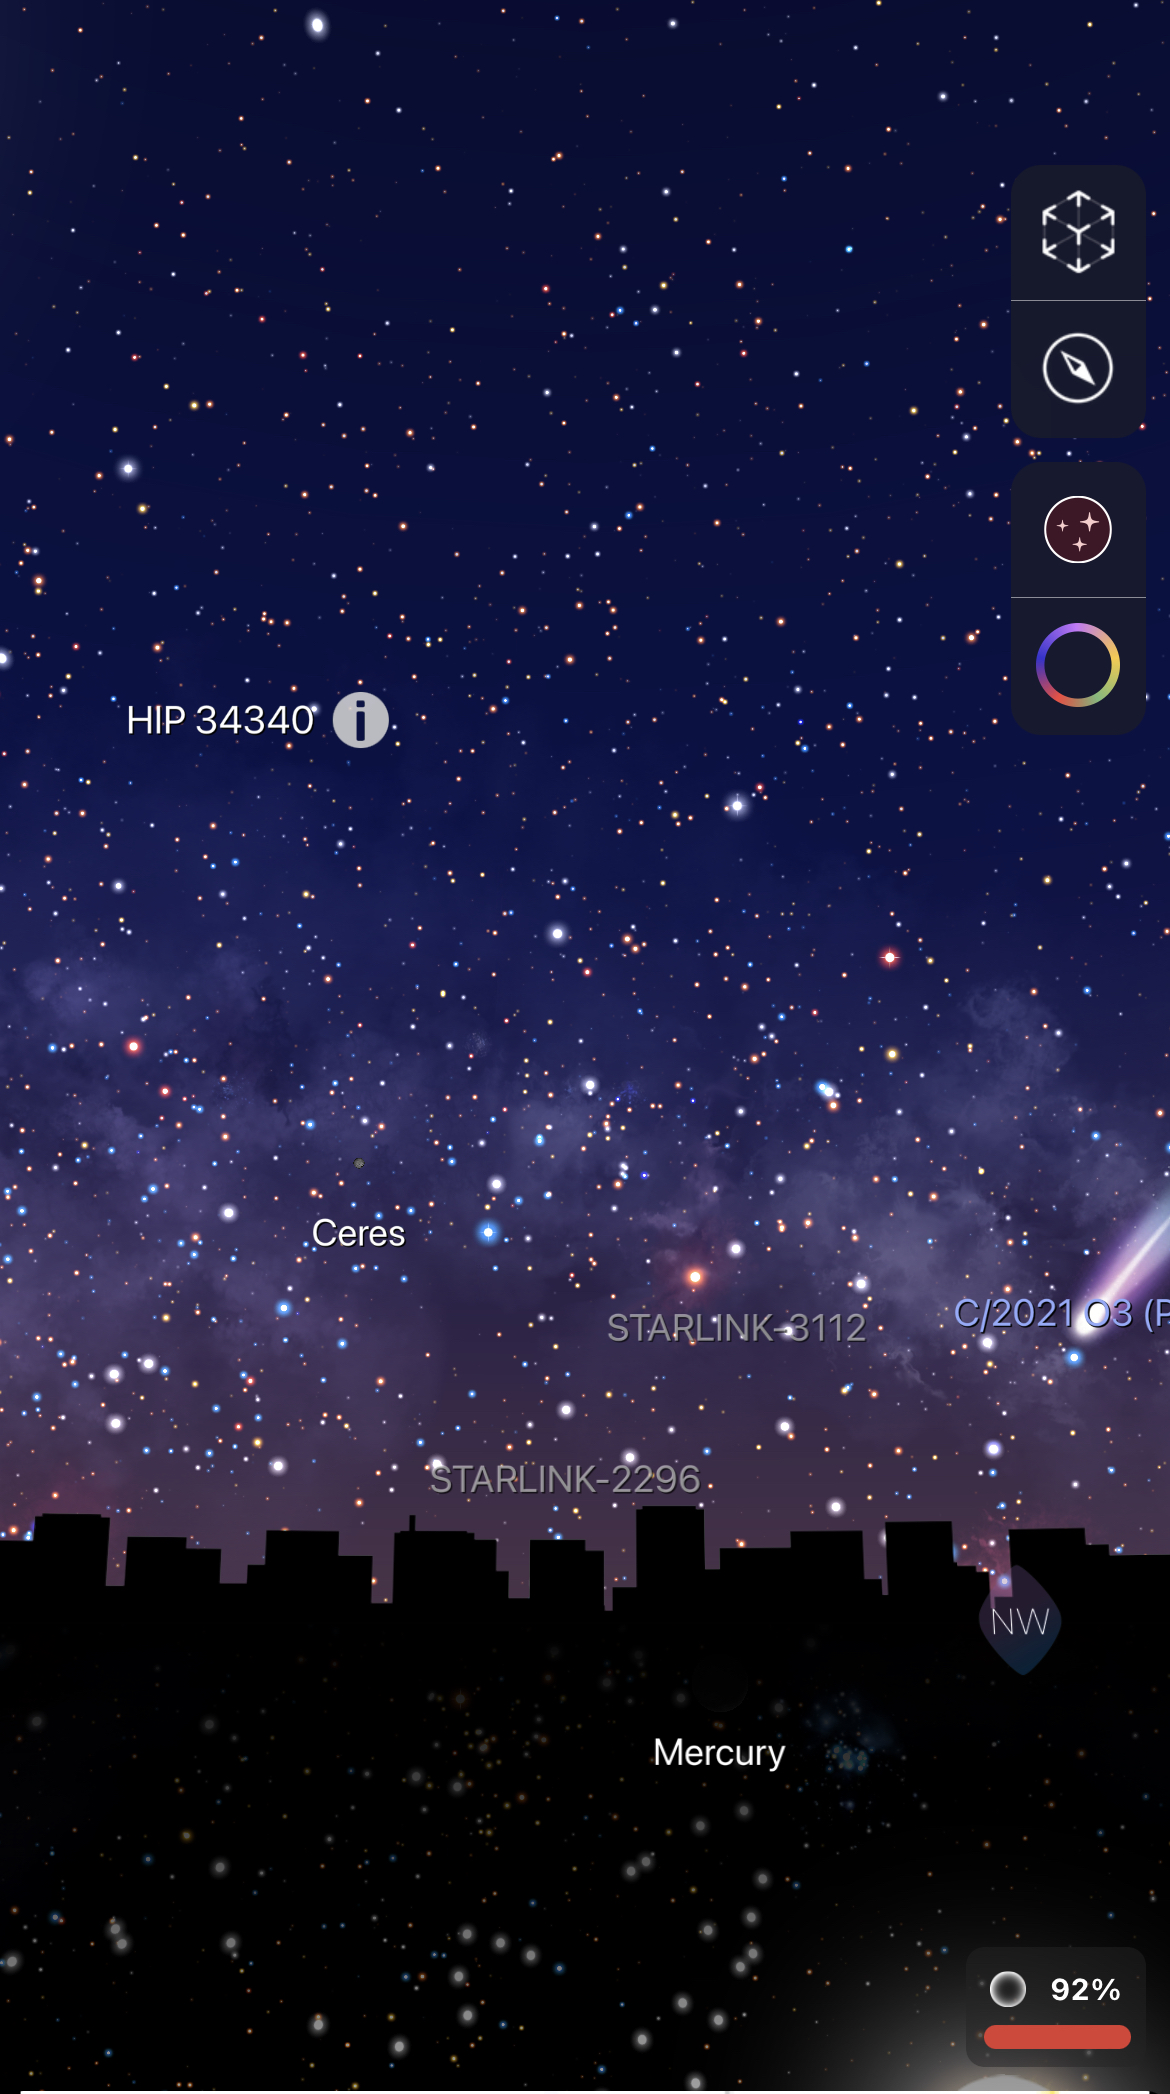 HIP 34340
Ceres
C/2021 O3 (P
STARLINK-3112
STARLINK-2296
NW
Mercury
92%